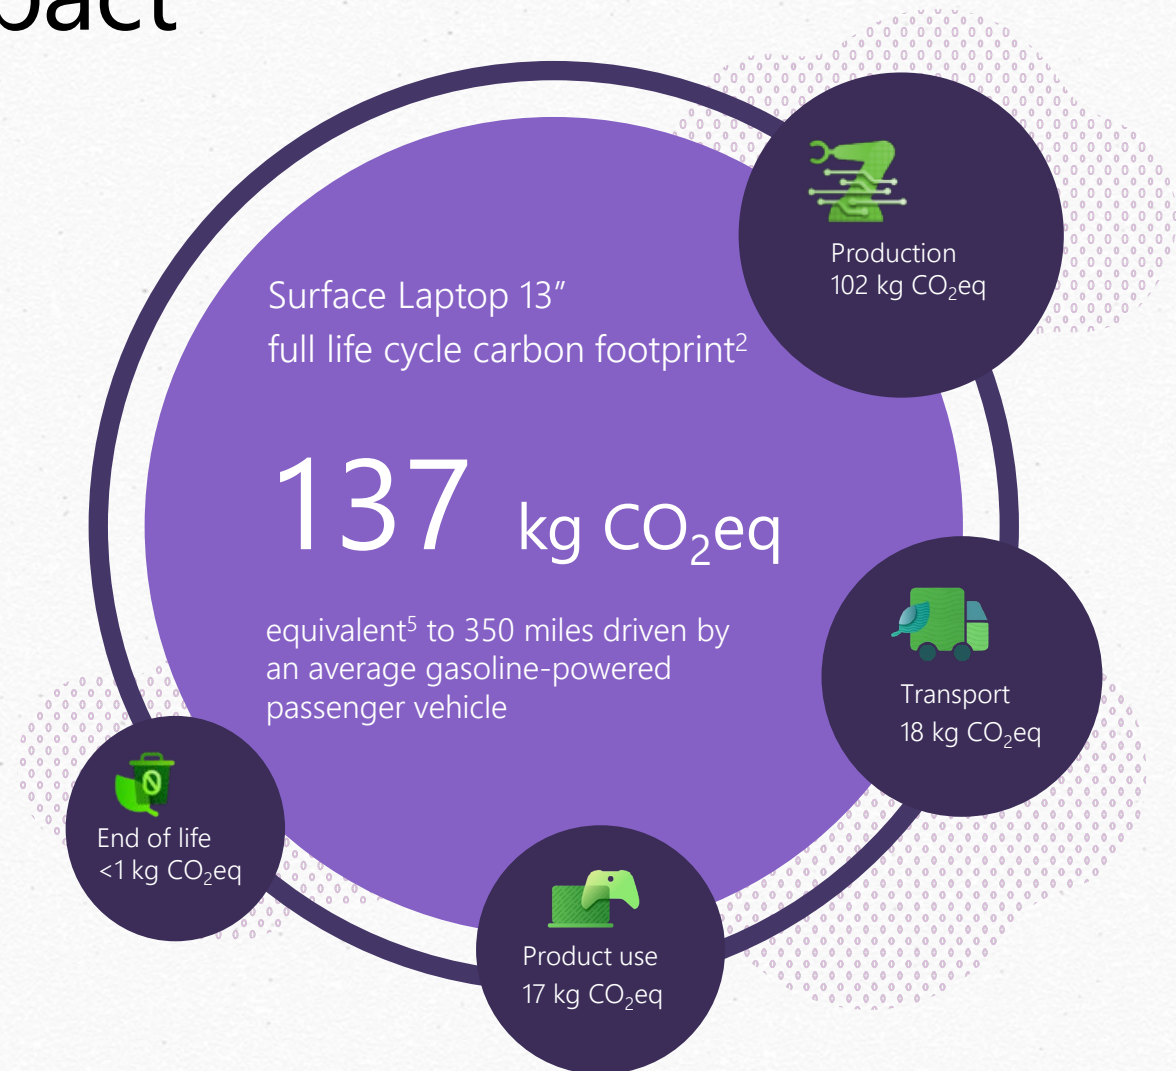 Surface Laptop 13”
full life cycle carbon footprint²
137 kg CO₂eq
equivalent⁵ to 350 miles driven by
an average gasoline-powered
passenger vehicle
Production
102 kg CO₂eq
Transport
18 kg CO₂eq
Product use
17 kg CO₂eq
End of life
<1 kg CO₂eq